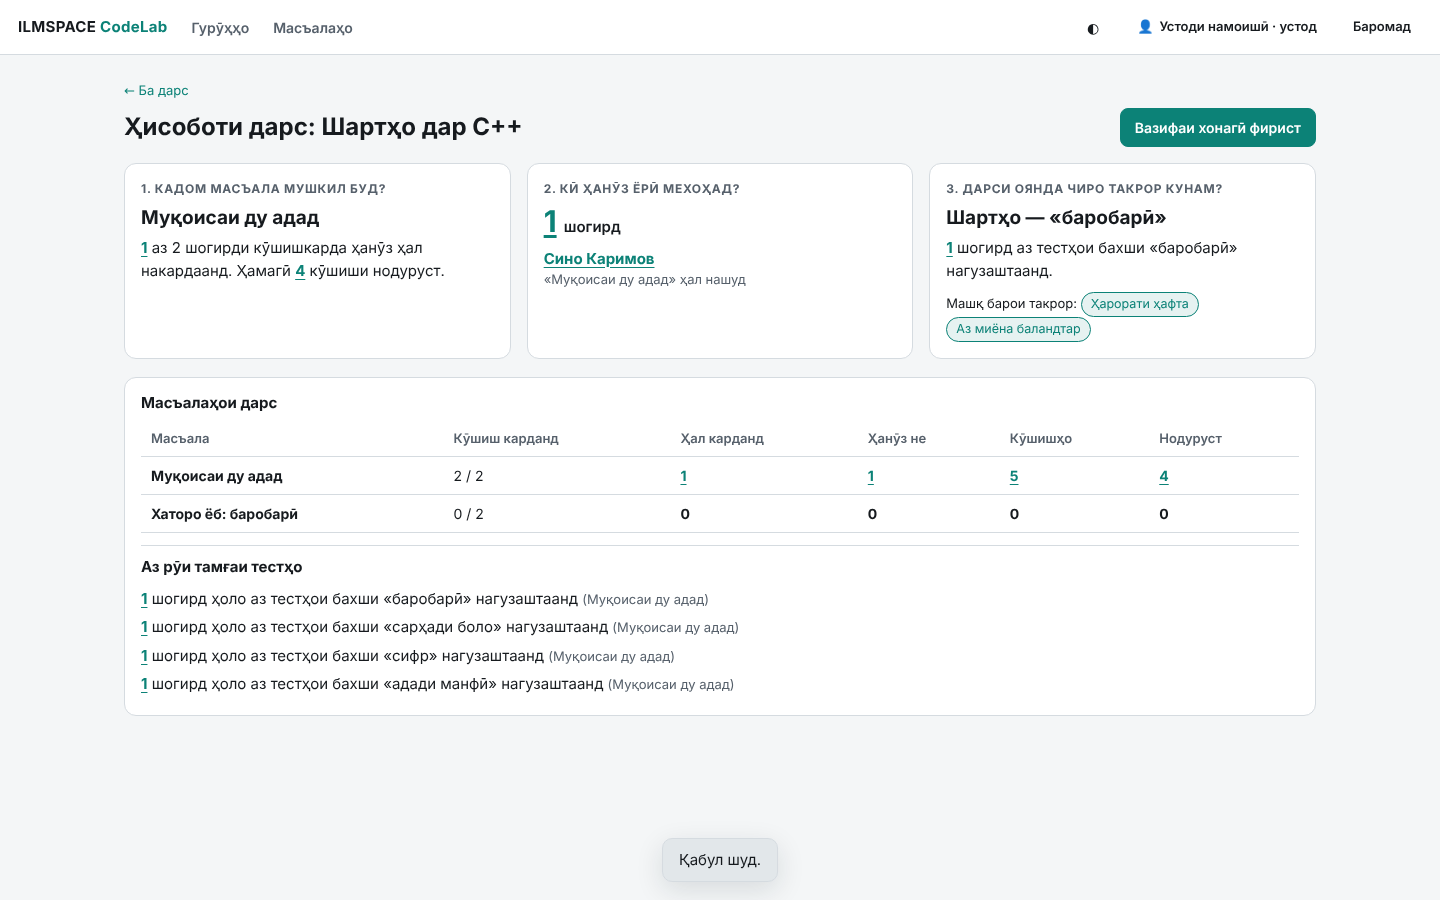 ILMSPACE CodeLab
Гурӯҳҳо
Масъалаҳо
Устоди намоишӣ · устод
Баромад
← Ба дарс
Ҳисоботи дарс: Шартҳо дар C++
Вазифаи хонагӣ фирист
1. КАДОМ МАСЪАЛА МУШКИЛ БУД?
Муқоисаи ду адад
1 аз 2 шогирди кӯшишкарда ҳанӯз ҳал
накардаанд. Ҳамагӣ 4 кӯшиши нодуруст.
2. КӢ ҲАНӮЗ ЁРӢ МЕХОҲАД?
1 шогирд
Сино Каримов
«Муқоисаи ду адад» ҳал нашуд
3. ДАРСИ ОЯНДА ЧИРО ТАКРОР КУНАМ?
Шартҳо — «баробарӣ»
1 шогирд аз тестҳои бахши «баробарӣ»
нагузаштаанд.
Машқ барои такрор: Ҳарорати ҳафта
Аз миёна баландтар
Масъалаҳои дарс
Масъала Кӯшиш карданд Ҳал карданд Ҳанӯз не Кӯшишҳо Нодуруст
Муқоисаи ду адад 2 / 2 1 1 5 4
Хаторо ёб: баробарӣ 0 / 2 0 0 0 0
Аз рӯи тамғаи тестҳо
1 шогирд ҳоло аз тестҳои бахши «баробарӣ» нагузаштаанд (Муқоисаи ду адад)
1 шогирд ҳоло аз тестҳои бахши «сарҳади боло» нагузаштаанд (Муқоисаи ду адад)
1 шогирд ҳоло аз тестҳои бахши «сифр» нагузаштаанд (Муқоисаи ду адад)
1 шогирд ҳоло аз тестҳои бахши «адади манфӣ» нагузаштаанд (Муқоисаи ду адад)
Қабул шуд.